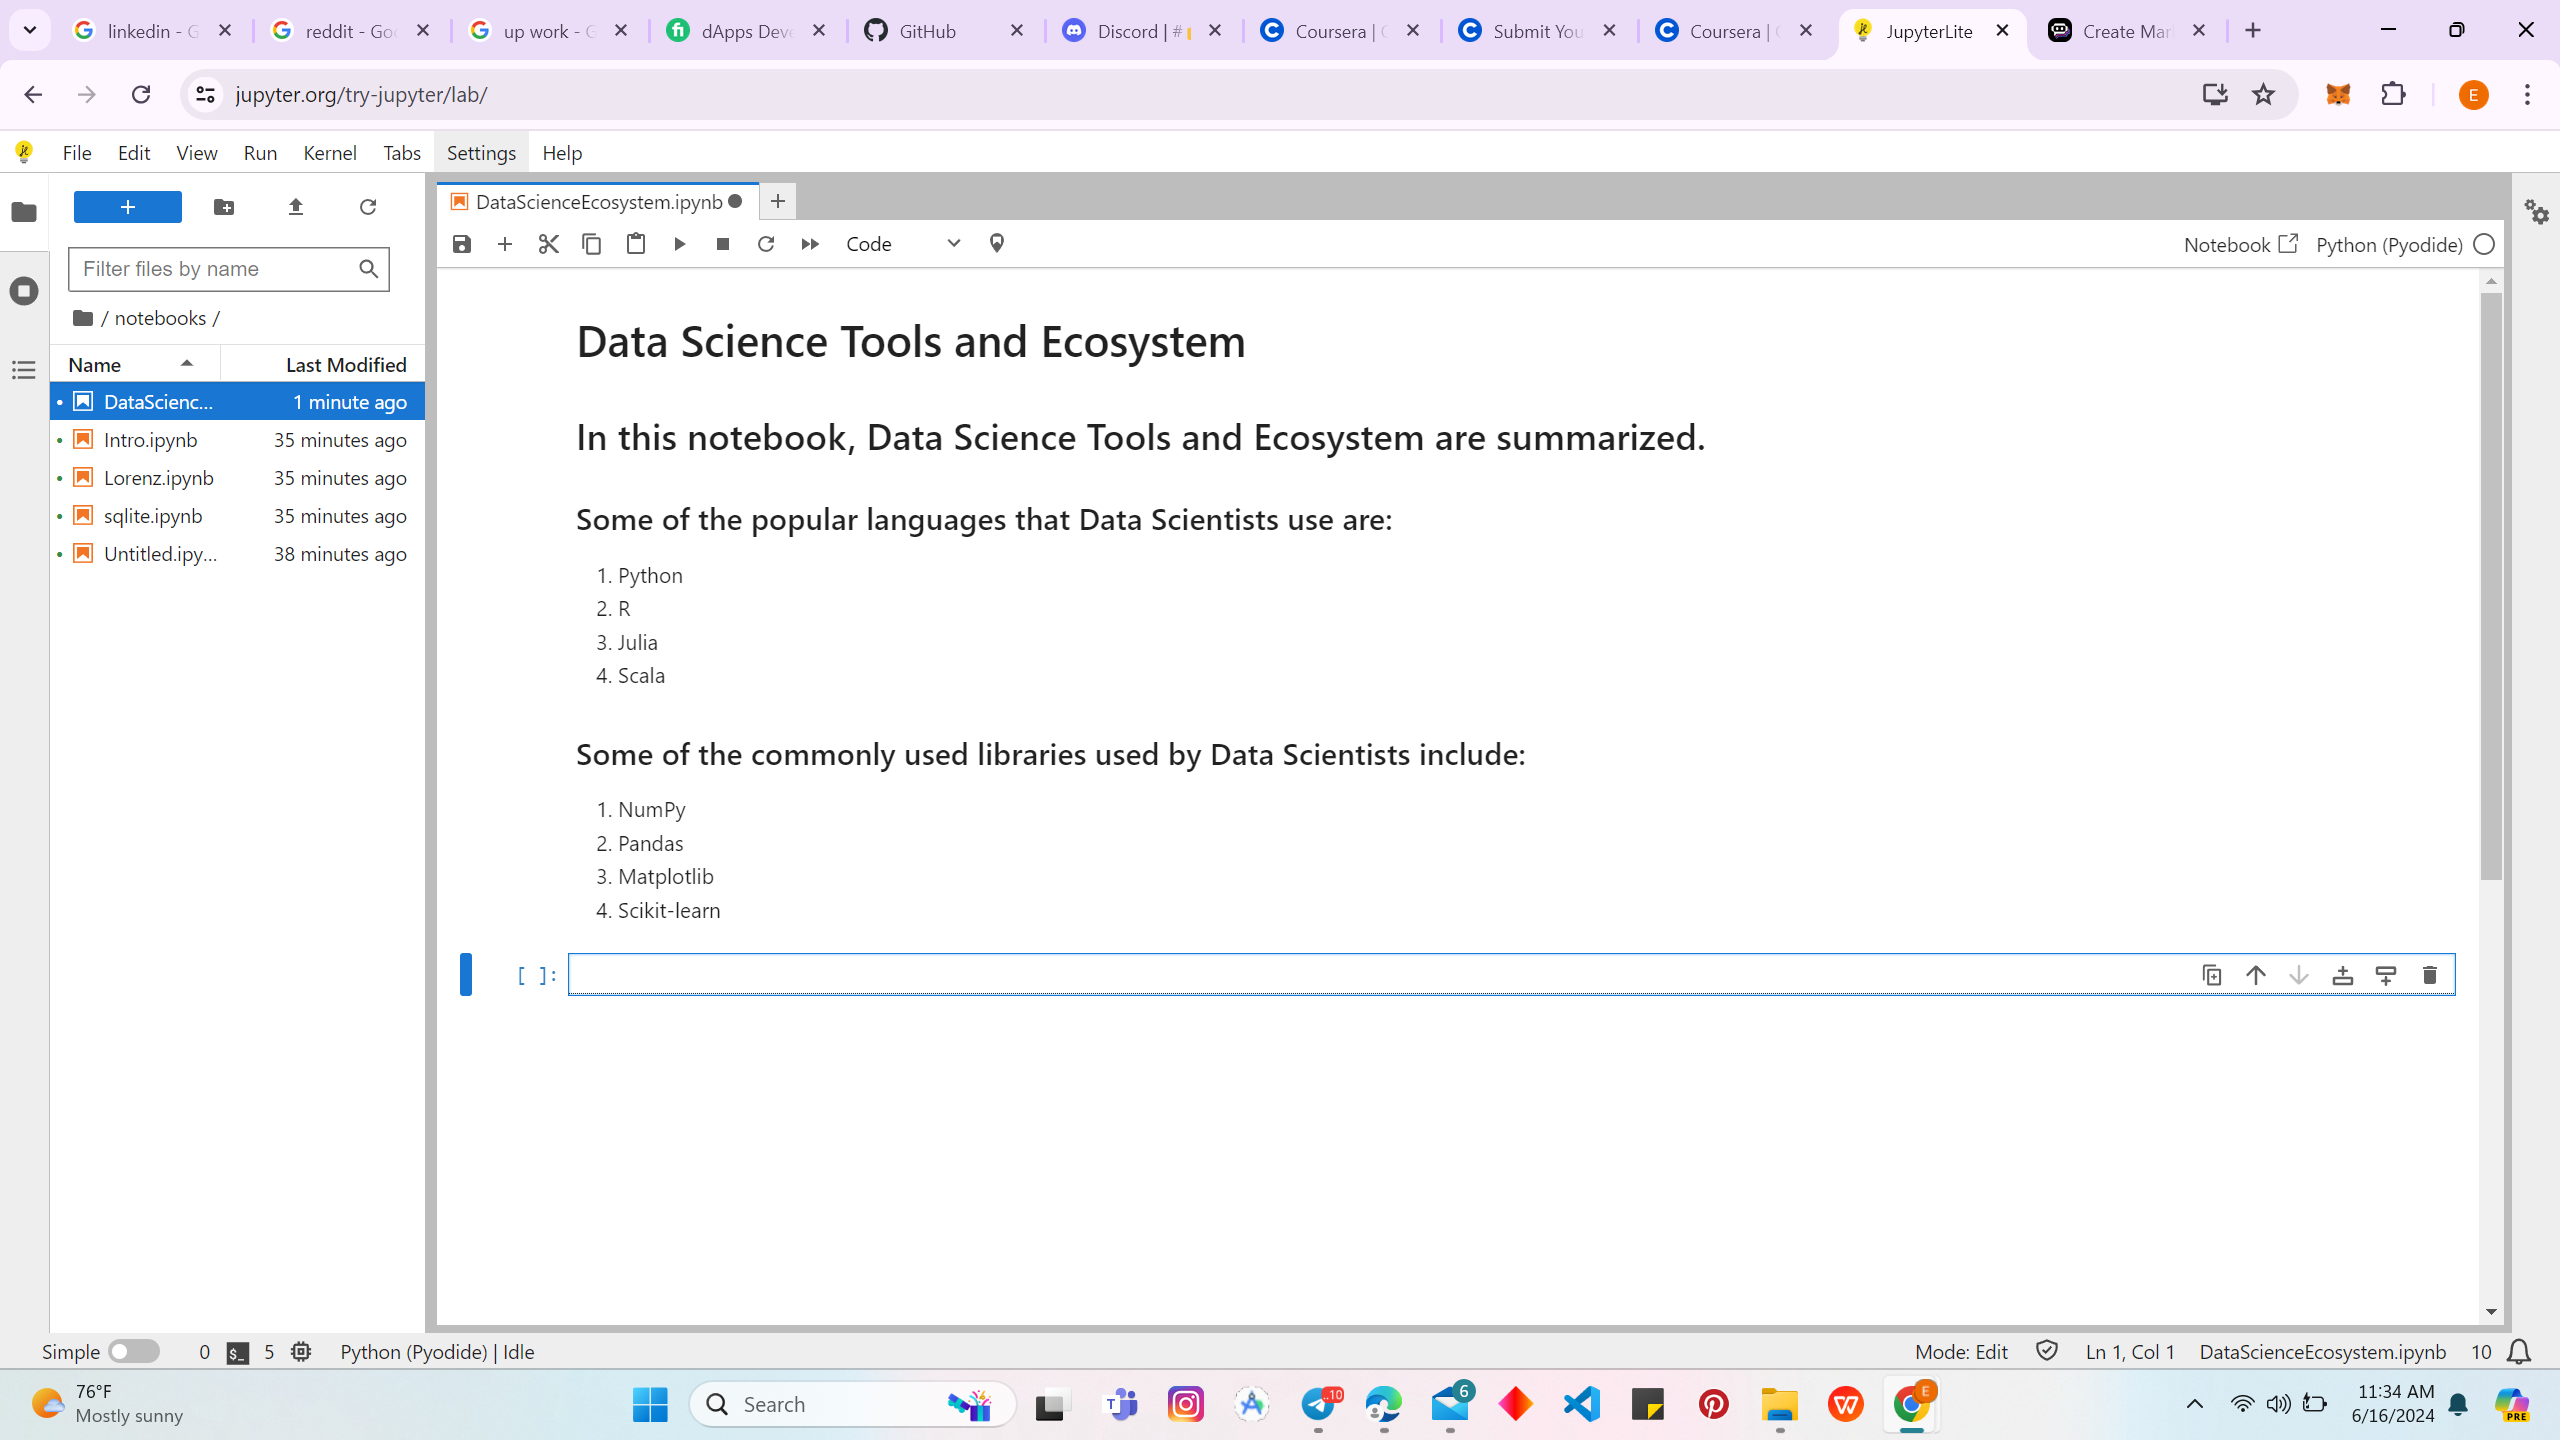 linkedin - G
reddit - Goo
up work - G
dApps Deve
GitHub
Discord | #
Coursera | C
Submit You
Coursera | C
JupyterLite
Create Mar
jupyter.org/try-jupyter/lab/
E
File Edit View Run Kernel Tabs Settings Help
DataScienceEcosystem.ipynb
Code
Notebook
Python (Pyodide)
Filter files by name
/ notebooks /
Name Last Modified
DataScienc... 1 minute ago
Intro.ipynb 35 minutes ago
Lorenz.ipynb 35 minutes ago
sqlite.ipynb 35 minutes ago
Untitled.ipy... 38 minutes ago
Data Science Tools and Ecosystem
In this notebook, Data Science Tools and Ecosystem are summarized.
Some of the popular languages that Data Scientists use are:
1. Python
2. R
3. Julia
4. Scala
Some of the commonly used libraries used by Data Scientists include:
1. NumPy
2. Pandas
3. Matplotlib
4. Scikit-learn
[ ]:
Simple 0 $_ 5 Python (Pyodide) | Idle
Mode: Edit Ln 1, Col 1 DataScienceEcosystem.ipynb 10
76°F
Mostly sunny
Search
10
6
E
11:34 AM
6/16/2024
PRE